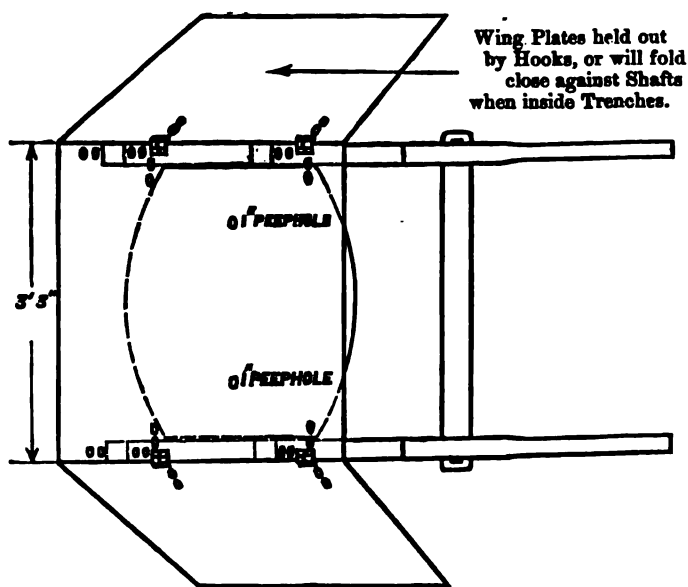 Wing Plates held out
by Hooks, or will fold
close against Shafts
when inside Trenches.
1" PEEPHOLE
3' 3"
1" PEEPHOLE